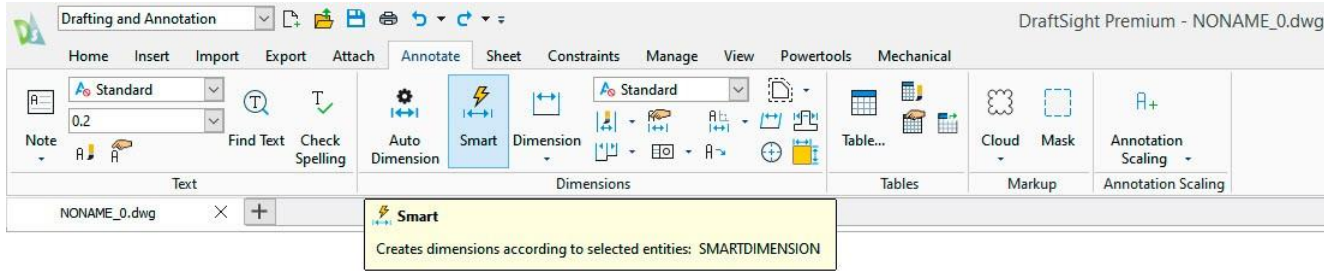 Drafting and Annotation
DraftSight Premium - NONAME_0.dwg
Home Insert Import Export Attach Annotate Sheet Constraints Manage View Powertools Mechanical
Standard
0.2
Note
Find Text
Check
Spelling
Text
Auto
Dimension
Smart
Dimension
Standard
Dimensions
Table...
Tables
Cloud
Mask
Markup
Annotation
Scaling
Annotation Scaling
NONAME_0.dwg
Smart
Creates dimensions according to selected entities: SMARTDIMENSION